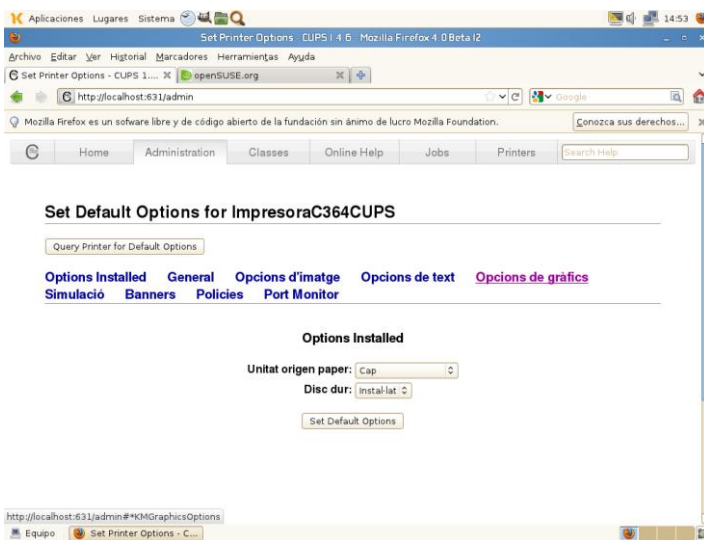 Aplicaciones Lugares Sistema 14:53
Set Printer Options - CUPS 1.4.6 - Mozilla Firefox 4.0 Beta 12
Archivo Editar Ver Historial Marcadores Herramientas Ayuda
Set Printer Options - CUPS 1.... openSUSE.org
http://localhost:631/admin Google
Mozilla Firefox es un sofware libre y de código abierto de la fundación sin ánimo de lucro Mozilla Foundation. Conozca sus derechos...
Home Administration Classes Online Help Jobs Printers Search Help
Set Default Options for ImpresoraC364CUPS
Query Printer for Default Options
Options Installed General Opcions d'imatge Opcions de text Opcions de gràfics
Simulació Banners Policies Port Monitor
Options Installed
Unitat origen paper: Cap
Disc dur: Instal·lat
Set Default Options
http://localhost:631/admin#*KMGraphicsOptions
Equipo Set Printer Options - C...